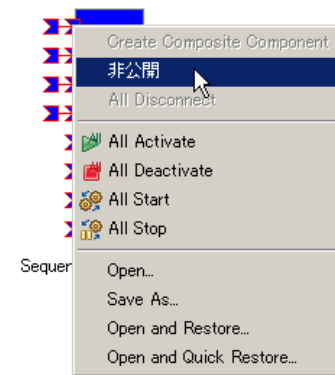 Create Composite Component
非公開
All Disconnect
All Activate
All Deactivate
All Start
All Stop
Sequen
Open...
Save As...
Open and Restore...
Open and Quick Restore...